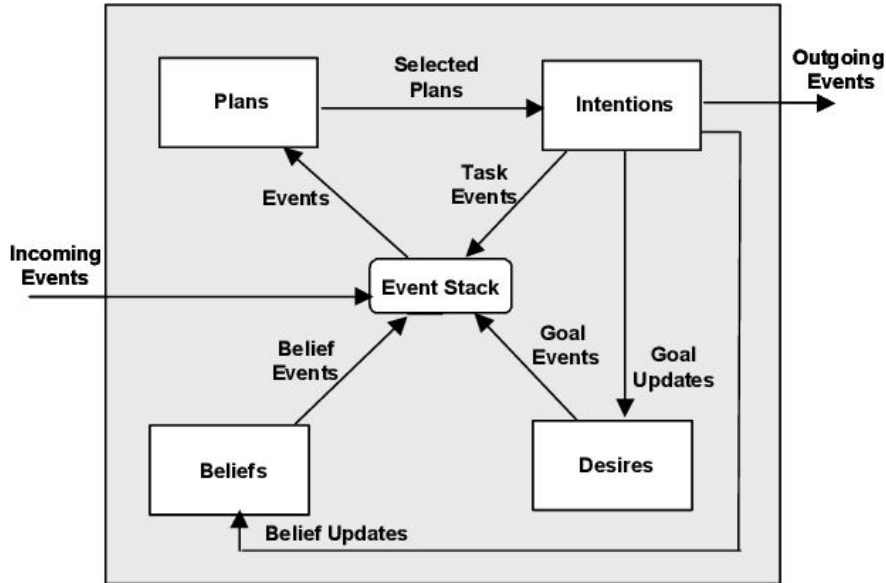 Selected
Plans
Outgoing
Events
Plans
Intentions
Task
Events
Events
Incoming
Events
Event Stack
Belief
Events
Goal
Events
Goal
Updates
Beliefs
Desires
Belief Updates